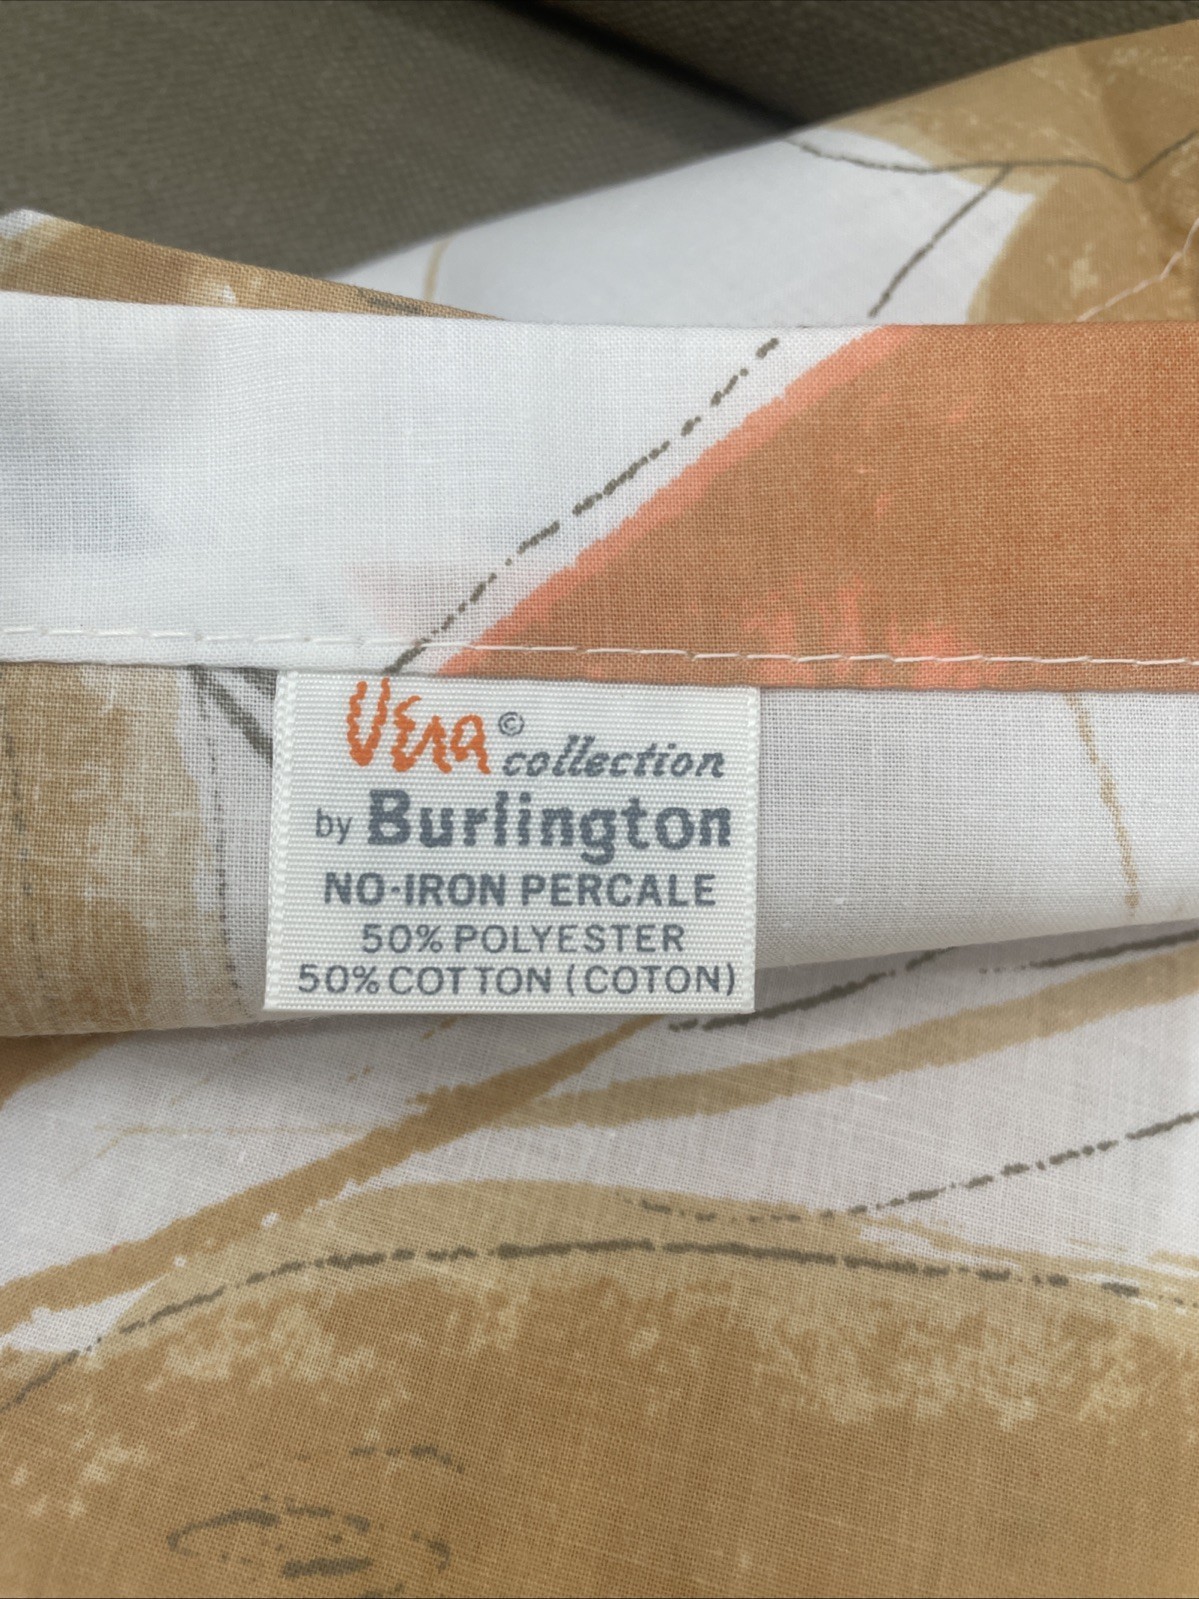 Vera© collection
by Burlington
NO-IRON PERCALE
50% POLYESTER
50% COTTON (COTON)